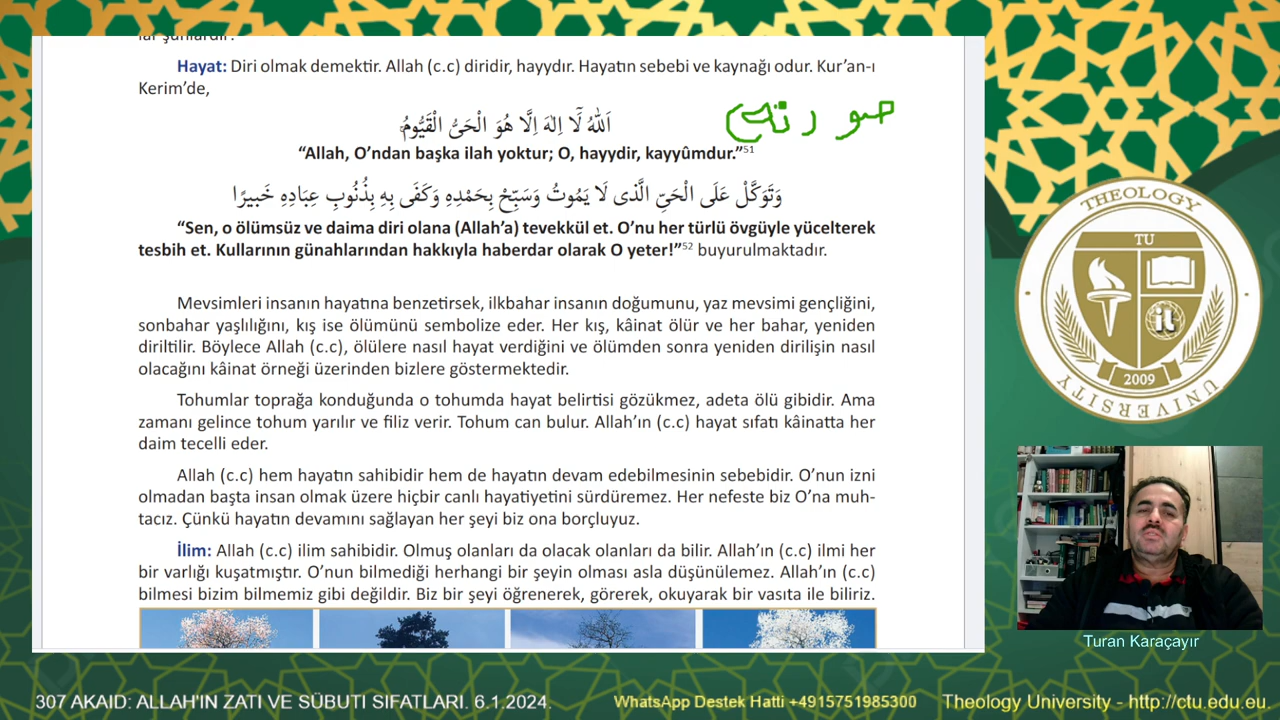 Hayat: Diri olmak demektir. Allah (c.c) diridir, hayydır. Hayatın sebebi ve kaynağı odur. Kur’an-ı
Kerim’de,
اَللّٰهُ لَٓا اِلٰهَ اِلَّا هُوَ الْحَيُّ الْقَيُّومُۚ
صورته
“Allah, O’ndan başka ilah yoktur; O, hayydir, kayyûmdur.”51
وَتَوَكَّلْ عَلَى الْحَيِّ الَّذى لَا يَمُوتُ وَسَبِّحْ بِحَمْدِهِ وَكَفَى بِهِ بِذُنُوبِ عِبَادِهِ خَبيرًا
“Sen, o ölümsüz ve daima diri olana (Allah’a) tevekkül et. O’nu her türlü övgüyle yücelterek
tesbih et. Kullarının günahlarından hakkıyla haberdar olarak O yeter!”52 buyurulmaktadır.
Mevsimleri insanın hayatına benzetirsek, ilkbahar insanın doğumunu, yaz mevsimi gençliğini,
sonbahar yaşlılığını, kış ise ölümünü sembolize eder. Her kış, kâinat ölür ve her bahar, yeniden
diriltilir. Böylece Allah (c.c), ölülere nasıl hayat verdiğini ve ölümden sonra yeniden dirilişin nasıl
olacağını kâinat örneği üzerinden bizlere göstermektedir.
Tohumlar toprağa konduğunda o tohumda hayat belirtisi gözükmez, adeta ölü gibidir. Ama
zamanı gelince tohum yarılır ve filiz verir. Tohum can bulur. Allah’ın (c.c) hayat sıfatı kâinatta her
daim tecelli eder.
Allah (c.c) hem hayatın sahibidir hem de hayatın devam edebilmesinin sebebidir. O’nun izni
olmadan başta insan olmak üzere hiçbir canlı hayatiyetini sürdüremez. Her nefeste biz O’na muh-
tacız. Çünkü hayatın devamını sağlayan her şeyi biz ona borçluyuz.
İlim: Allah (c.c) ilim sahibidir. Olmuş olanları da olacak olanları da bilir. Allah’ın (c.c) ilmi her
bir varlığı kuşatmıştır. O’nun bilmediği herhangi bir şeyin olması asla düşünülemez. Allah’ın (c.c)
bilmesi bizim bilmemiz gibi değildir. Biz bir şeyi öğrenerek, görerek, okuyarak bir vasıta ile biliriz.
THEOLOGY
TU
2009
UNIVERSITY
Turan Karaçayır
307 AKAID: ALLAH'IN ZATI VE SÜBUTI SIFATLARI. 6.1.2024.
WhatsApp Destek Hatti +4915751985300
Theology University - http://ctu.edu.eu.